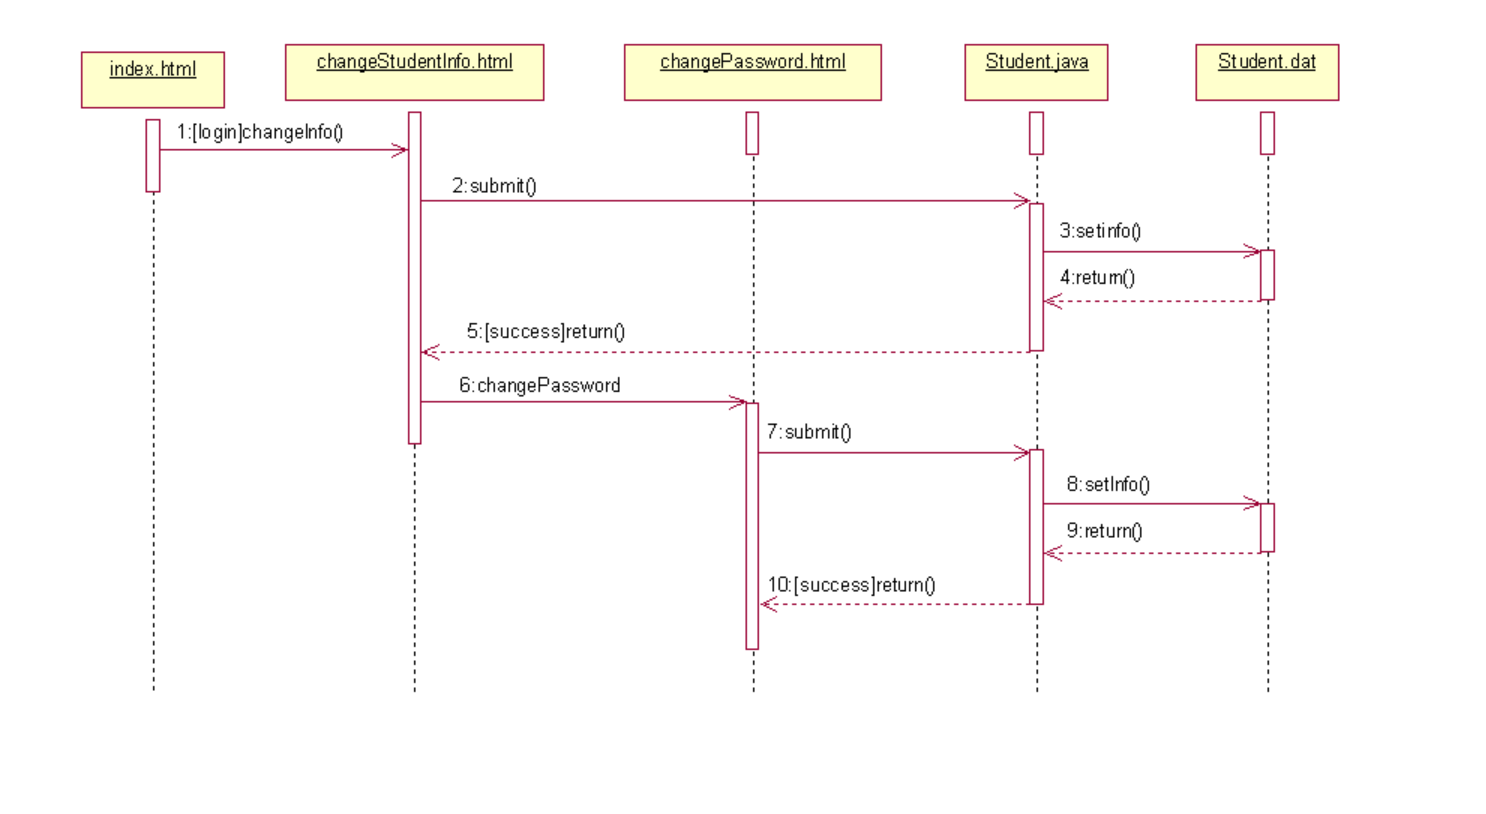 index.html
changeStudentInfo.html
changePassword.html
Student.java
Student.dat
1:[login]changeInfo()
2:submit()
3:setinfo()
4:return()
5:[success]return()
6:changePassword
7:submit()
8:setInfo()
9:return()
10:[success]return()